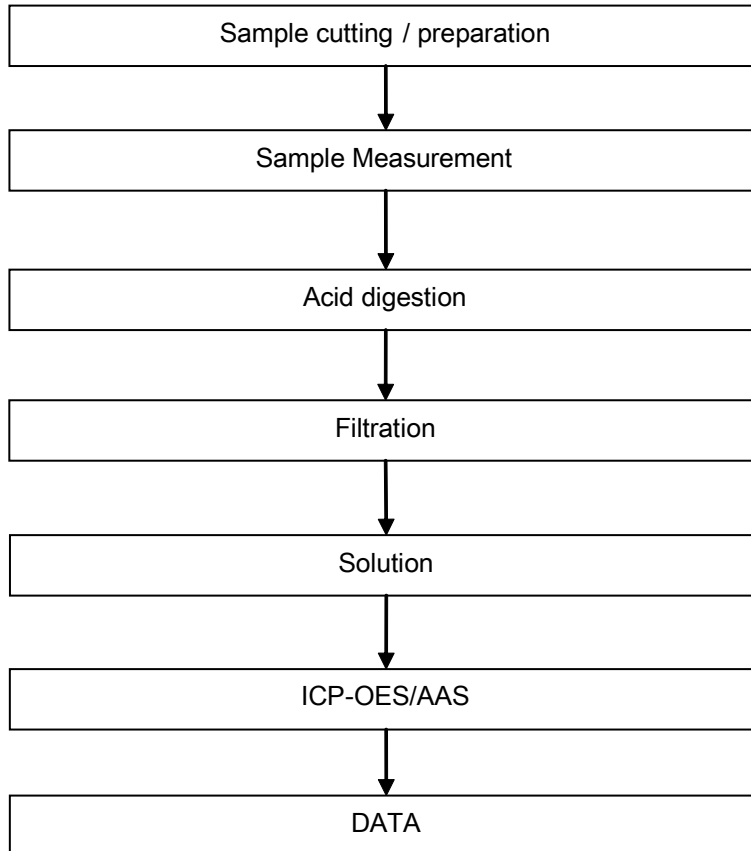 Sample cutting / preparation
Sample Measurement
Acid digestion
Filtration
Solution
ICP-OES/AAS
DATA